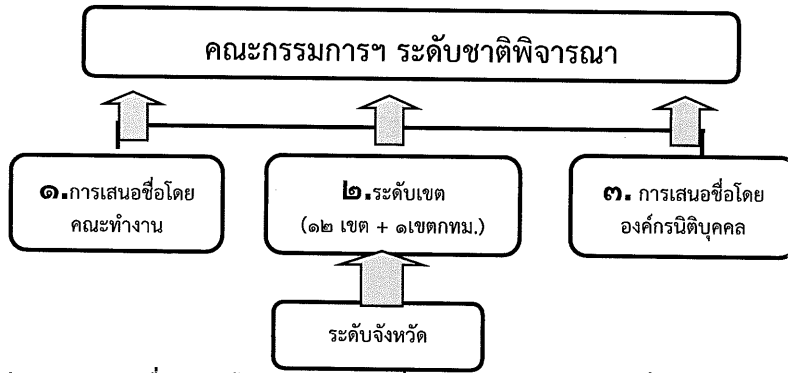 คณะกรรมการฯ ระดับชาติพิจารณา
๑.การเสนอชื่อโดย
คณะทำงาน
๒.ระดับเขต
(๑๒ เขต + ๑เขตกทม.)
๓. การเสนอชื่อโดย
องค์กรนิติบุคคล
ระดับจังหวัด